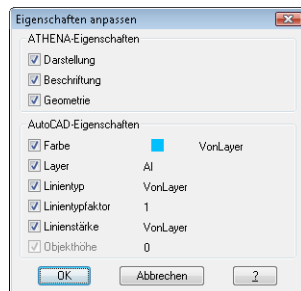 Eigenschaften anpassen
ATHENA-Eigenschaften
Darstellung
Beschriftung
Geometrie
AutoCAD-Eigenschaften
Farbe VonLayer
Layer Al
Linientyp VonLayer
Linientypfaktor 1
Linienstärke VonLayer
Objekthöhe 0
OK Abbrechen ?